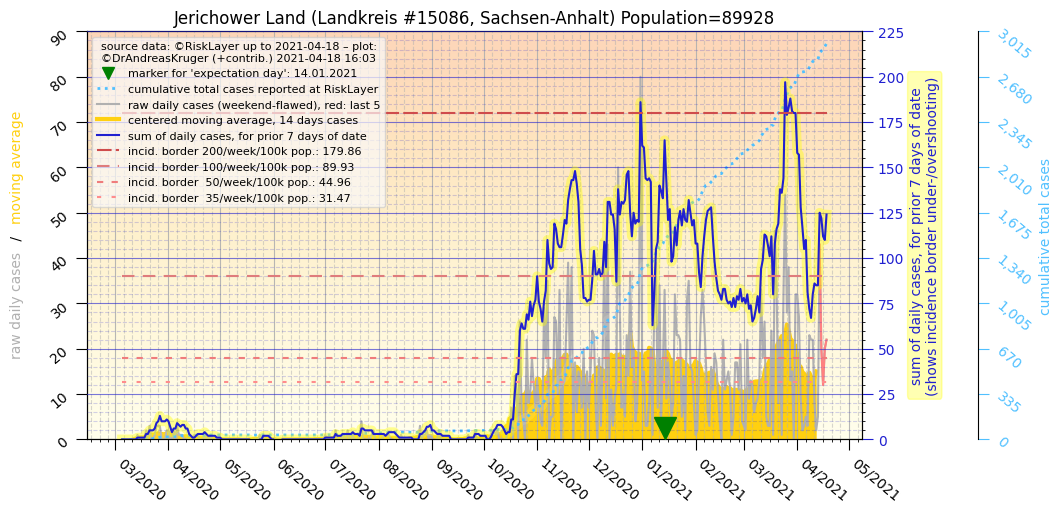 Jerichower Land (Landkreis #15086, Sachsen-Anhalt) Population=89928
source data: ©RiskLayer up to 2021-04-18 – plot:
©DrAndreasKruger (+contrib.) 2021-04-18 16:03
marker for 'expectation day': 14.01.2021
cumulative total cases reported at RiskLayer
raw daily cases (weekend-flawed), red: last 5
centered moving average, 14 days cases
sum of daily cases, for prior 7 days of date
incid. border 200/week/100k pop.: 179.86
incid. border 100/week/100k pop.: 89.93
incid. border  50/week/100k pop.: 44.96
incid. border  35/week/100k pop.: 31.47
raw daily cases / moving average
90
80
70
60
50
40
30
20
10
0
03/2020
04/2020
05/2020
06/2020
07/2020
08/2020
09/2020
10/2020
11/2020
12/2020
01/2021
02/2021
03/2021
04/2021
05/2021
225
200
175
150
125
100
75
50
25
0
sum of daily cases, for prior 7 days of date
(shows incidence border under-/overshooting)
3,015
2,680
2,345
2,010
1,675
1,340
1,005
670
335
0
cumulative total cases